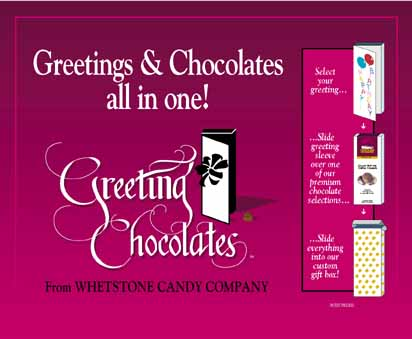 Greetings & Chocolates
all in one!
Greeting
Chocolates
™
From WHETSTONE CANDY COMPANY
Select
your
greeting...
...Slide
greeting
sleeve
over one
of our
premium
chocolate
selections...
...Slide
everything
into our
custom
gift box!